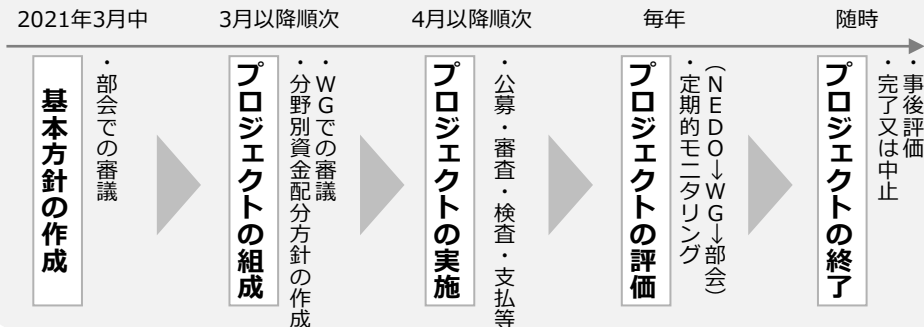 2021年3月中
3月以降順次
4月以降順次
毎年
随時
基本方針の作成
・部会での審議
プロジェクトの組成
・WGでの審議
・分野別資金配分方針の作成
プロジェクトの実施
・公募・審査・検査・支払等
プロジェクトの評価
（NEDO→WG→部会）
・定期的モニタリング
プロジェクトの終了
・事後評価
・完了又は中止